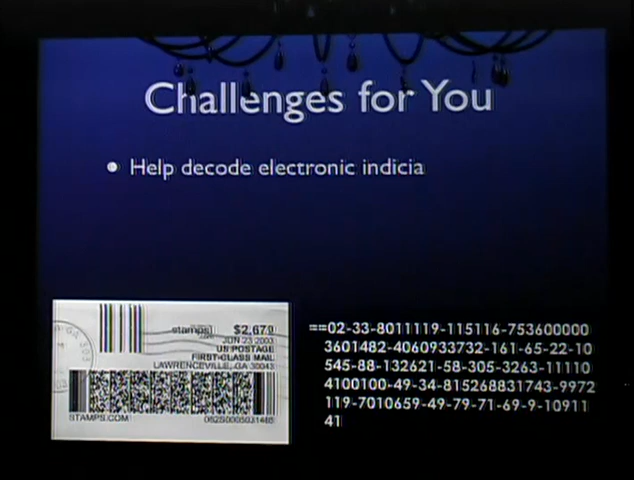 Challenges for You
• Help decode electronic indicia
stamps $2.679
JUN 23 2003
US POSTAGE
FIRST-CLASS MAIL
LAWRENCEVILLE, GA 30043
STAMPS.COM 062S0005031485
==02-33-8011119-115116-753600000
3601482-4060933732-161-65-22-10
545-88-132621-58-305-3263-11110
4100100-49-34-815268831743-9972
119-7010659-49-79-71-69-9-10911
41